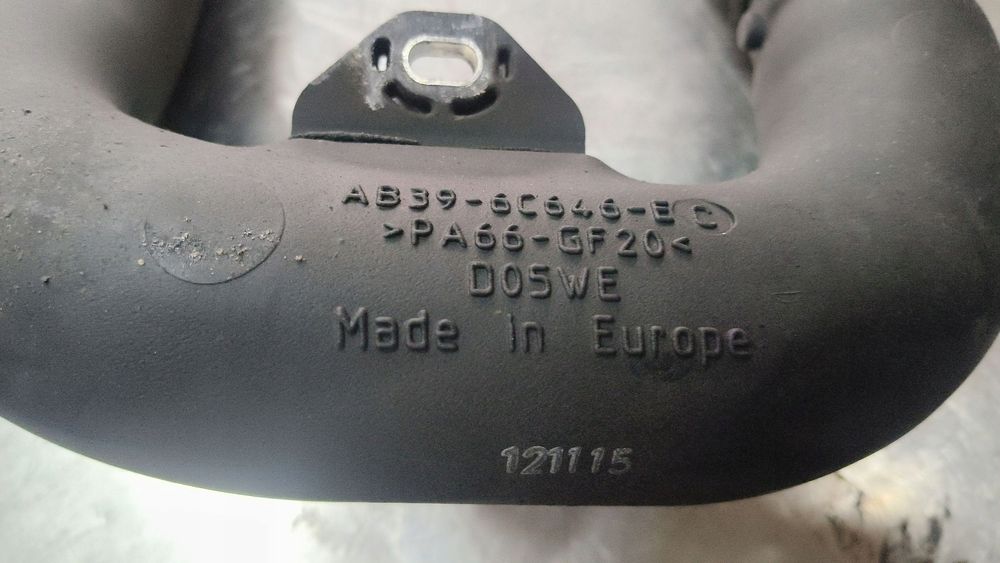 AB39-6C646-EC
>PA66-GF20<
D05WE
Made in Europe
121115